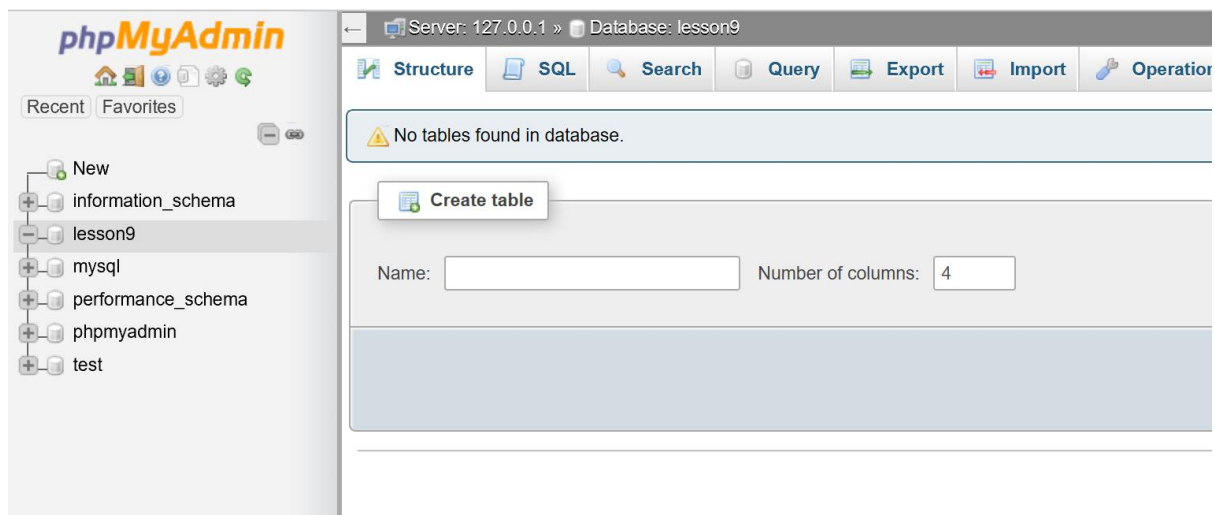 phpMyAdmin
Recent Favorites
New
information_schema
lesson9
mysql
performance_schema
phpmyadmin
test
Server: 127.0.0.1 » Database: lesson9
Structure SQL Search Query Export Import Operation
No tables found in database.
Create table
Name: Number of columns: 4